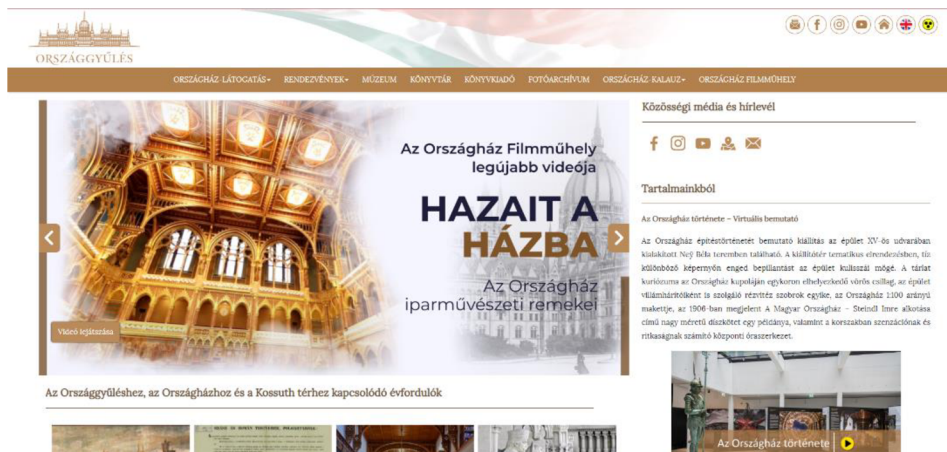 ORSZÁGGYŰLÉS
ORSZÁGHÁZ-LÁTOGATÁS
RENDEZVÉNYEK
MÚZEUM
KÖNYVTÁR
KÖNYVKIADÓ
FOTÓARCHÍVUM
ORSZÁGHÁZ-KALAUZ
ORSZÁGHÁZ FILMMŰHELY
Az Országház Filmműhely
legújabb videója
HAZAIT A
HÁZBA
Az Országház
iparművészeti remekei
Videó lejátszása
Az Országgyűléshez, az Országházhoz és a Kossuth térhez kapcsolódó évfordulók
Közösségi média és hírlevél
Tartalmainkból
Az Országház története – Virtuális bemutató
Az Országház építéstörténetét bemutató kiállítás az épület XV-ös udvarában
kialakított Neÿ Béla teremben található. A kiállítótér tematikus elrendezésben, tíz
különböző képernyőn enged bepillantást az épület kulisszái mögé. A tárlat
kuriózuma az Országház kupoláján egykoron elhelyezkedő vörös csillag, az épület
villámhárítóiként is szolgáló rézvitéz szobrok egyike, az Országház 1:100 arányú
makettje, az 1906-ban megjelent A Magyar Országház – Steindl Imre alkotása
című nagy méretű díszkötet egy példánya, valamint a korszakban szenzációnak és
ritkaságnak számító központi óraszerkezet.
Az Országház története